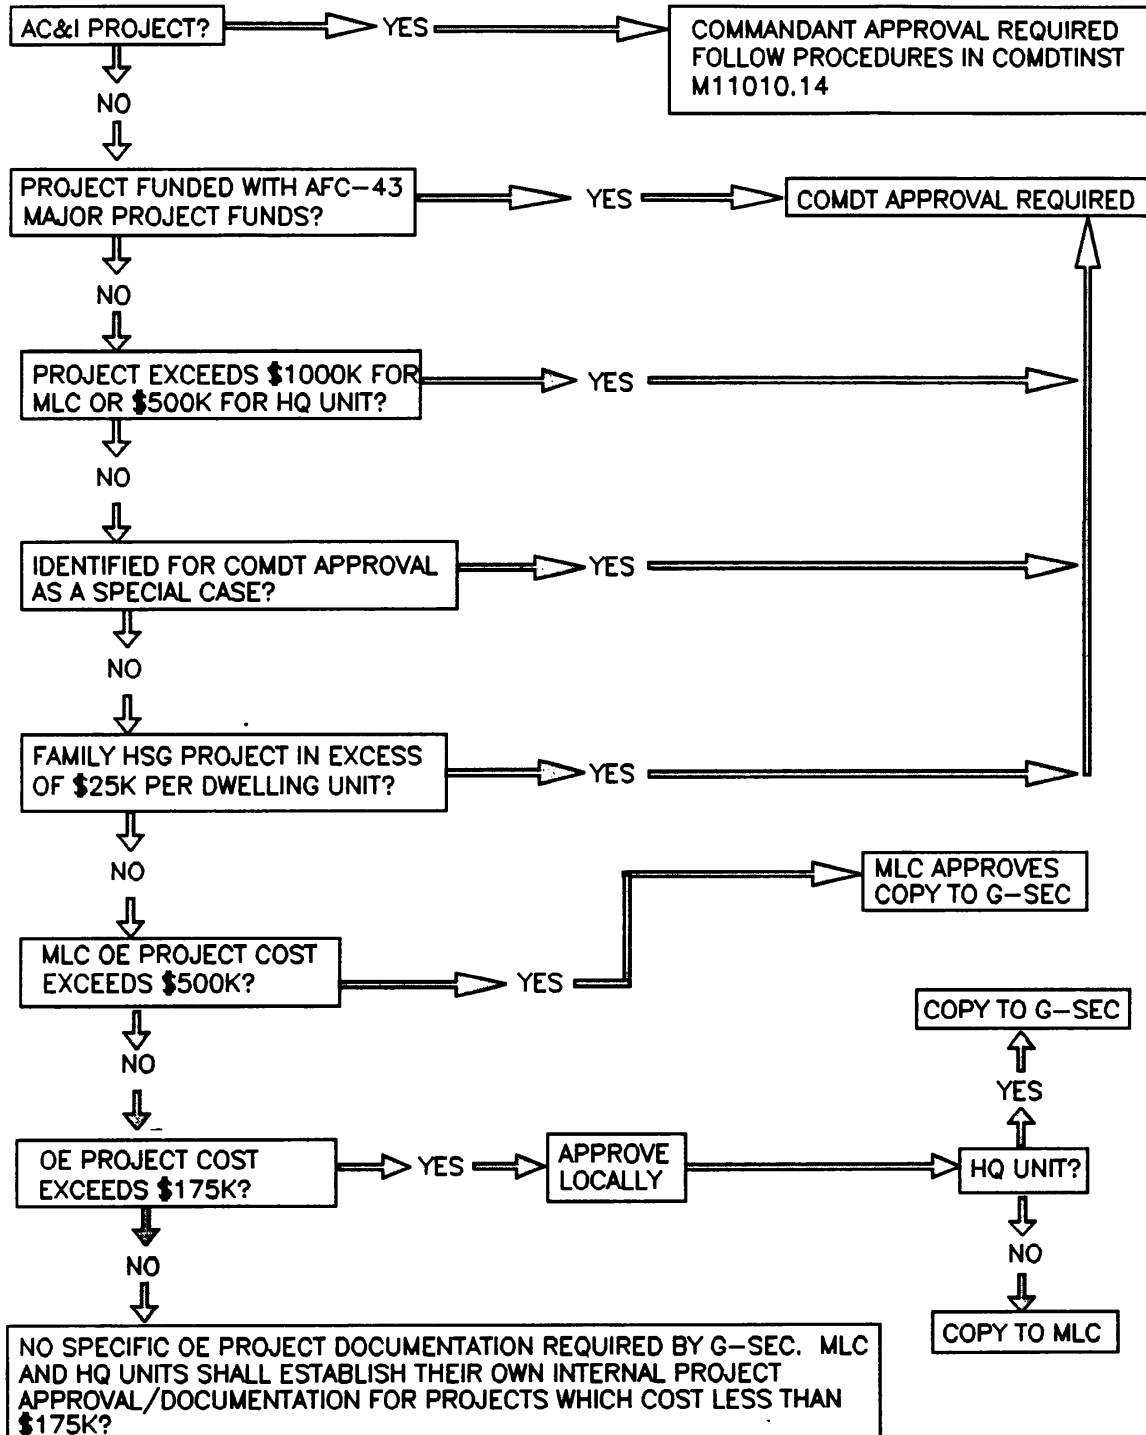 AC&I PROJECT?
YES
COMMANDANT APPROVAL REQUIRED
FOLLOW PROCEDURES IN COMDTINST
M11010.14
NO
PROJECT FUNDED WITH AFC-43
MAJOR PROJECT FUNDS?
YES
COMDT APPROVAL REQUIRED
NO
PROJECT EXCEEDS $1000K FOR
MLC OR $500K FOR HQ UNIT?
YES
NO
IDENTIFIED FOR COMDT APPROVAL
AS A SPECIAL CASE?
YES
NO
FAMILY HSG PROJECT IN EXCESS
OF $25K PER DWELLING UNIT?
YES
NO
MLC APPROVES
COPY TO G-SEC
MLC OE PROJECT COST
EXCEEDS $500K?
YES
COPY TO G-SEC
NO
YES
OE PROJECT COST
EXCEEDS $175K?
YES
APPROVE
LOCALLY
HQ UNIT?
NO
NO
COPY TO MLC
NO SPECIFIC OE PROJECT DOCUMENTATION REQUIRED BY G-SEC. MLC
AND HQ UNITS SHALL ESTABLISH THEIR OWN INTERNAL PROJECT
APPROVAL/DOCUMENTATION FOR PROJECTS WHICH COST LESS THAN
$175K?